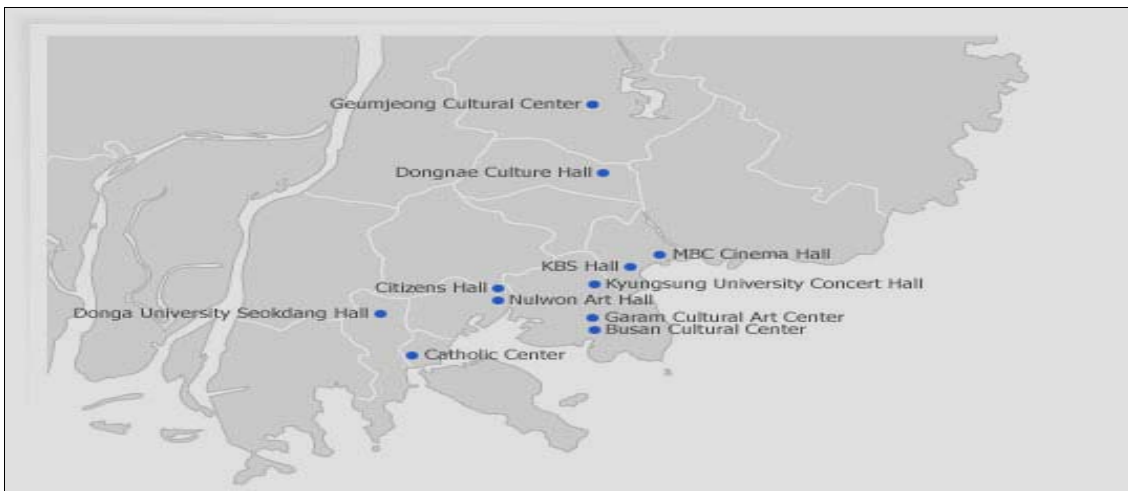 Geumjeong Cultural Center
Dongnae Culture Hall
MBC Cinema Hall
KBS Hall
Kyungsung University Concert Hall
Citizens Hall
Nulwon Art Hall
Donga University Seokdang Hall
Garam Cultural Art Center
Busan Cultural Center
Catholic Center